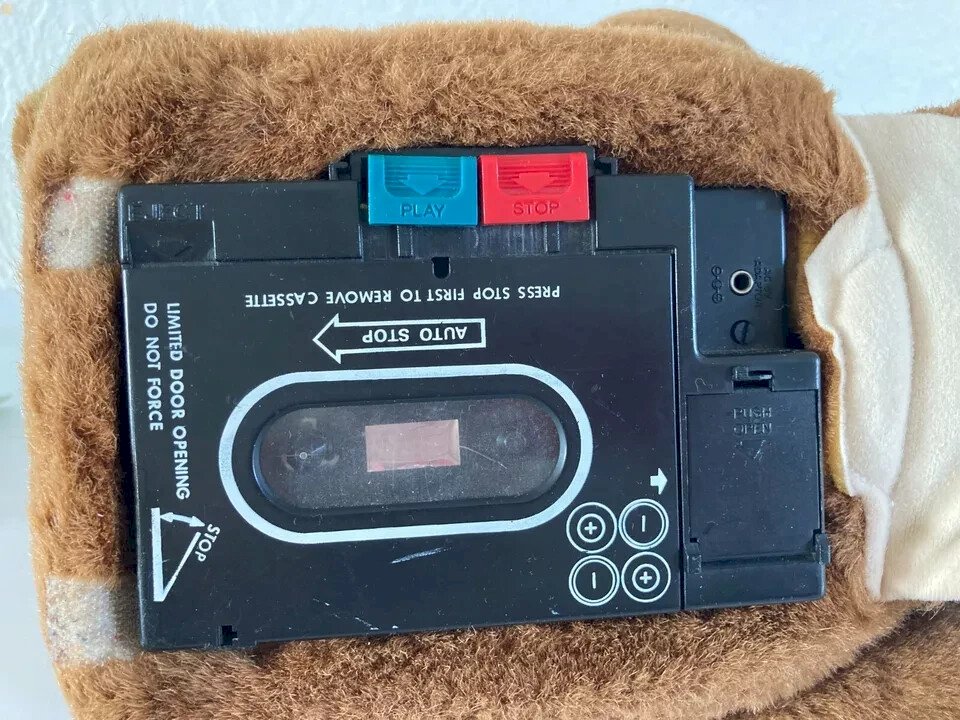 EJECT
PLAY
STOP
PRESS STOP FIRST TO REMOVE CASSETTE
AUTO STOP
LIMITED DOOR OPENING
DO NOT FORCE
STOP
PUSH
OPEN
+ -
- +